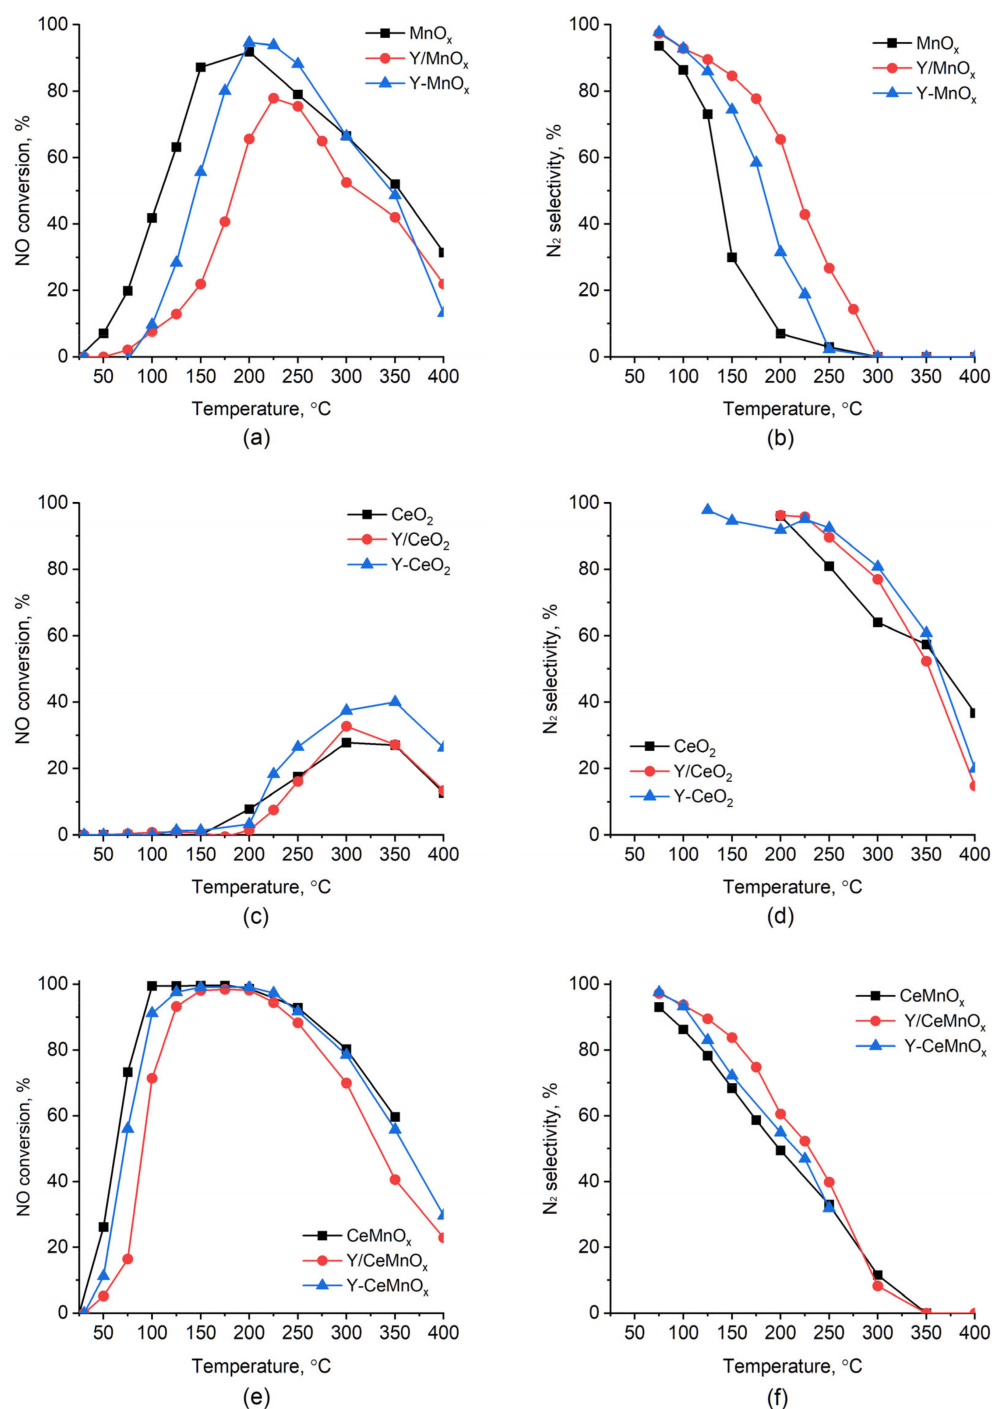 NO conversion, %
100
80
60
40
20
0
MnOₓ
Y/MnOₓ
Y-MnOₓ
50 100 150 200 250 300 350 400
Temperature, °C
(a)
N₂ selectivity, %
100
80
60
40
20
0
MnOₓ
Y/MnOₓ
Y-MnOₓ
50 100 150 200 250 300 350 400
Temperature, °C
(b)
NO conversion, %
100
80
60
40
20
0
CeO₂
Y/CeO₂
Y-CeO₂
50 100 150 200 250 300 350 400
Temperature, °C
(c)
N₂ selectivity, %
100
80
60
40
20
0
CeO₂
Y/CeO₂
Y-CeO₂
50 100 150 200 250 300 350 400
Temperature, °C
(d)
NO conversion, %
100
80
60
40
20
0
CeMnOₓ
Y/CeMnOₓ
Y-CeMnOₓ
50 100 150 200 250 300 350 400
Temperature, °C
(e)
N₂ selectivity, %
100
80
60
40
20
0
CeMnOₓ
Y/CeMnOₓ
Y-CeMnOₓ
50 100 150 200 250 300 350 400
Temperature, °C
(f)